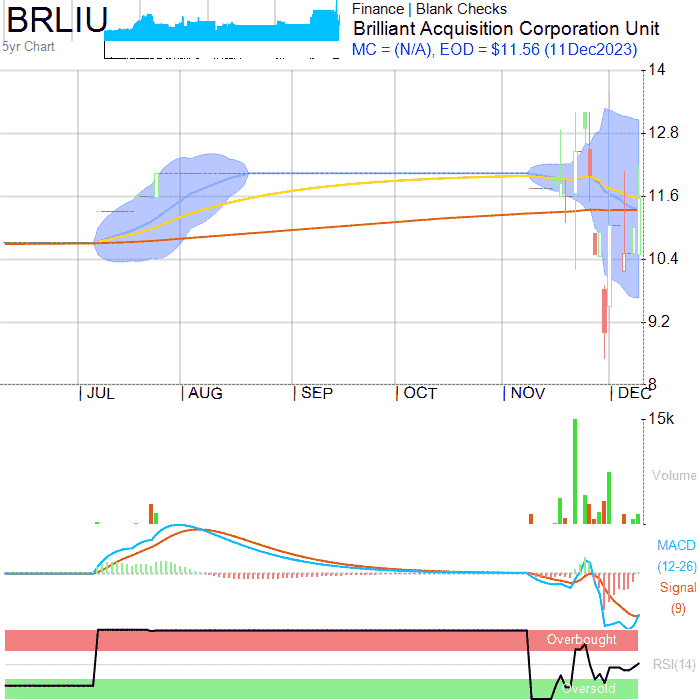 BRLIU
5yr Chart
Finance | Blank Checks
Brilliant Acquisition Corporation Unit
MC = (N/A), EOD = $11.56 (11Dec2023)
14
12.8
11.6
10.4
9.2
8
JUL AUG SEP OCT NOV DEC
15k
Volume
MACD
(12-26)
Signal
(9)
Overbought
RSI(14)
Oversold